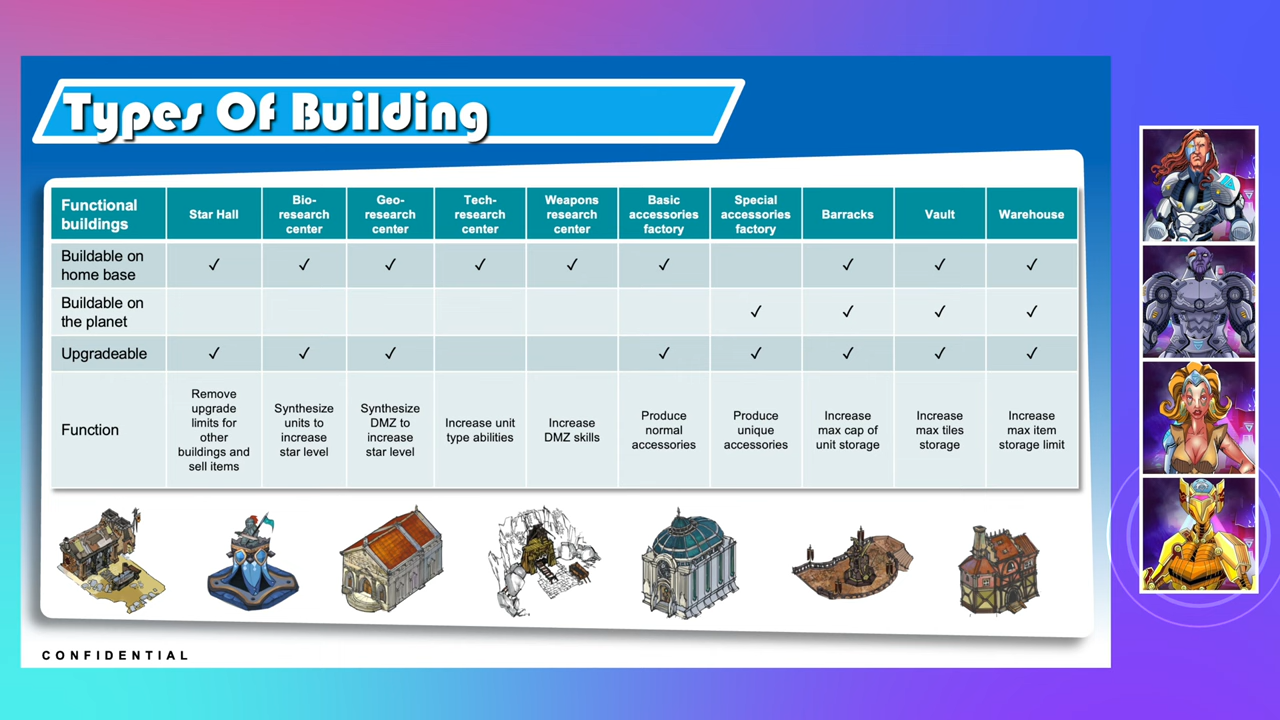 Types Of Building
Functional
buildings
Star Hall
Bio-
research
center
Geo-
research
center
Tech-
research
center
Weapons
research
center
Basic
accessories
factory
Special
accessories
factory
Barracks
Vault
Warehouse
Buildable on
home base
✓ ✓ ✓ ✓ ✓ ✓ ✓ ✓ ✓
Buildable on
the planet
✓ ✓ ✓ ✓
Upgradeable
✓ ✓ ✓ ✓ ✓ ✓ ✓ ✓
Function
Remove
upgrade
limits for
other
buildings and
sell items
Synthesize
units to
increase
star level
Synthesize
DMZ to
increase
star level
Increase unit
type abilities
Increase
DMZ skills
Produce
normal
accessories
Produce
unique
accessories
Increase
max cap of
unit storage
Increase
max tiles
storage
Increase
max item
storage limit
CONFIDENTIAL